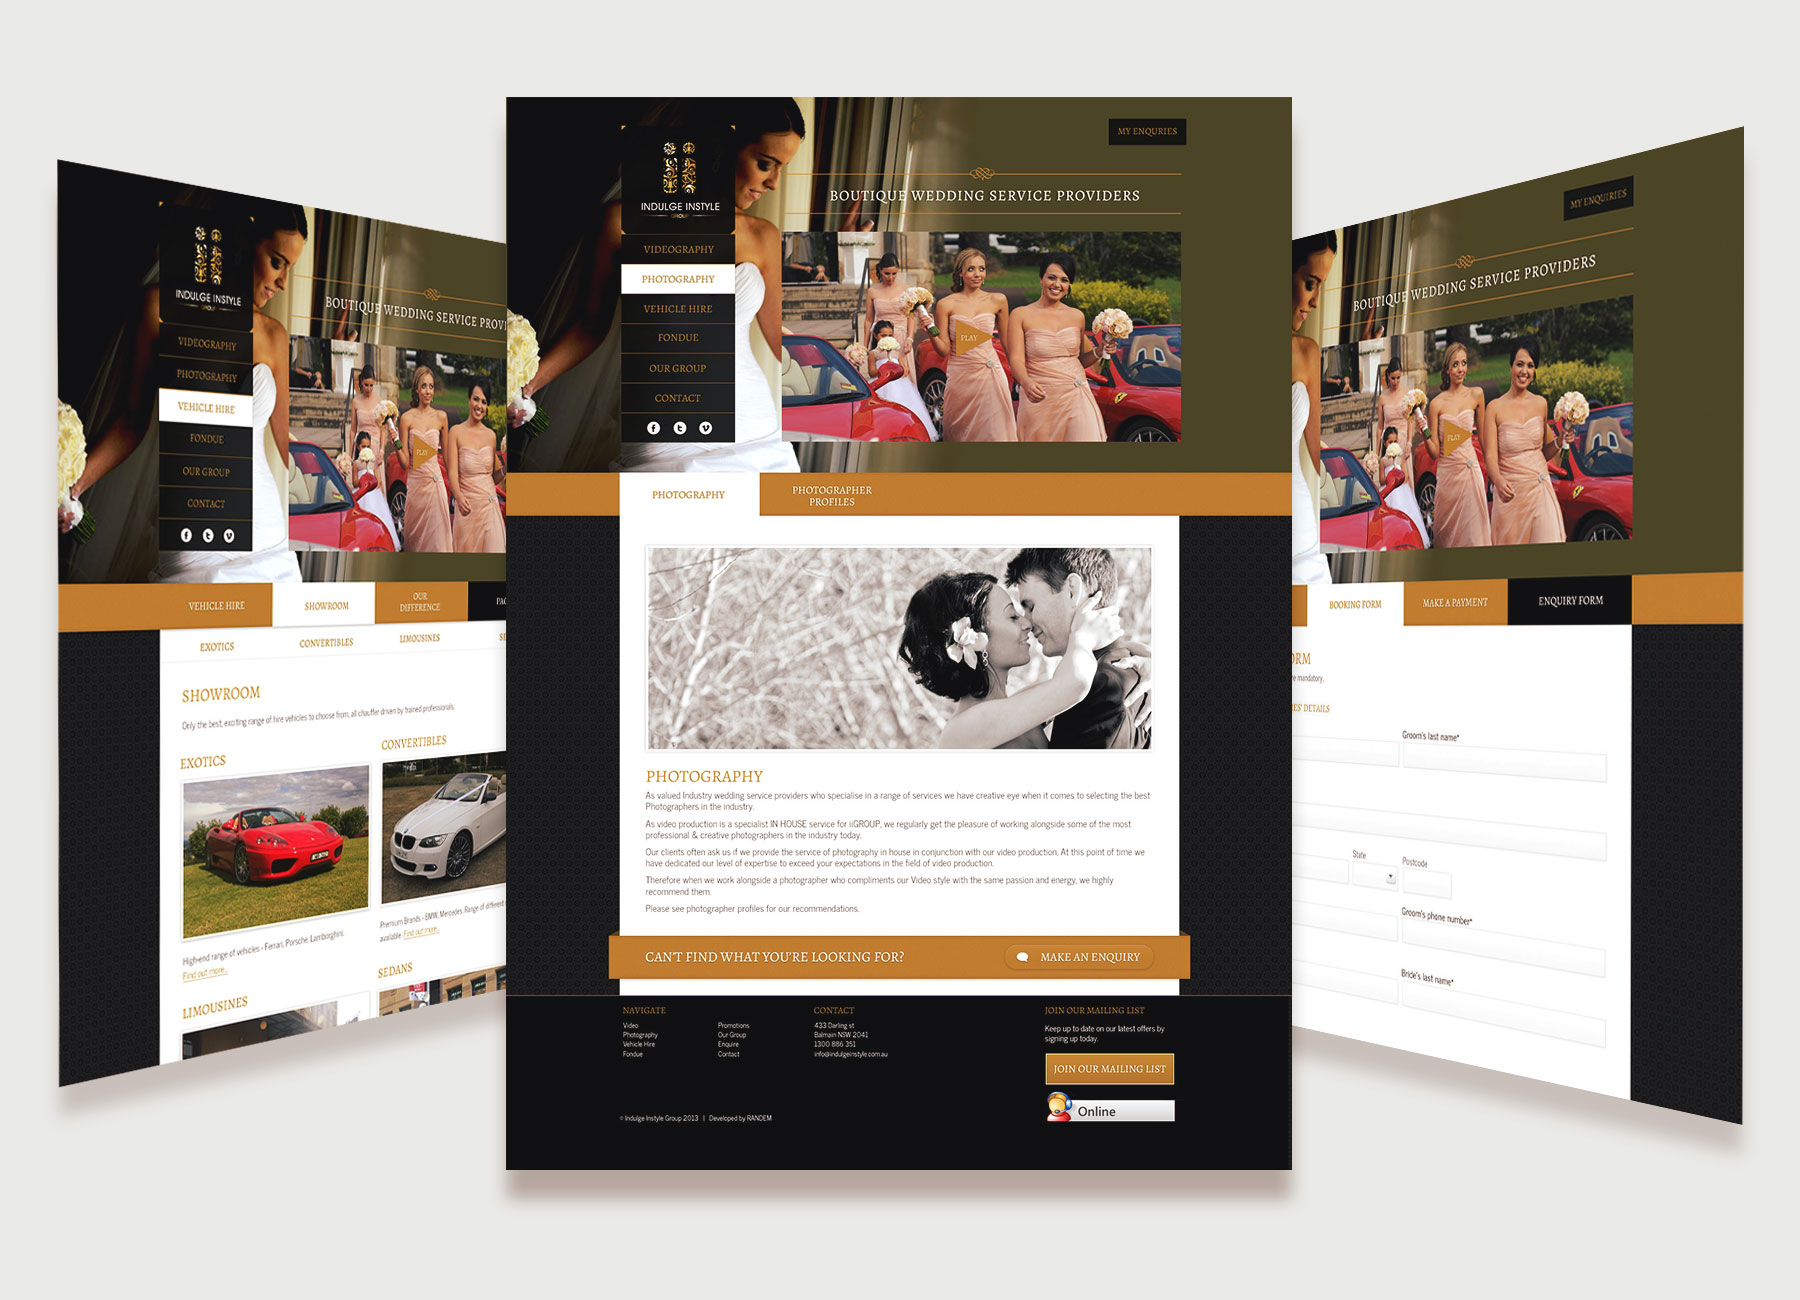 INDULGE INSTYLE
GROUP
VIDEOGRAPHY
PHOTOGRAPHY
VEHICLE HIRE
FONDUE
OUR GROUP
CONTACT
BOUTIQUE WEDDING SERVICE
PLAY
VEHICLE HIRE
SHOWROOM
OUR
DIFFERENCE
EXOTICS
CONVERTIBLES
LIMOUSINES
SHOWROOM
Only the best, exciting range of hire vehicles to choose from, all chauffer driven by trained professionals
EXOTICS
CONVERTIBLES
High-end range of vehicles - Ferrari, Porsche, Lamborghini
Find out more...
Premium Brands - BMW, Mercedes. Range of different
available. Find out more...
LIMOUSINES
SEDANS
MY ENQURIES
INDULGE INSTYLE
GROUP
BOUTIQUE WEDDING SERVICE PROVIDERS
VIDEOGRAPHY
PHOTOGRAPHY
VEHICLE HIRE
FONDUE
OUR GROUP
CONTACT
PLAY
PHOTOGRAPHY
PHOTOGRAPHER
PROFILES
PHOTOGRAPHY
As valued Industry wedding service providers who specialise in a range of services we have creative eye when it comes to selecting the best
Photographers in the industry.
As video production is a specialist IN HOUSE service for iiGROUP, we regularly get the pleasure of working alongside some of the most
professional & creative photographers in the industry today.
Our clients often ask us if we provide the service of photography in house in conjunction with our video production. At this point of time we
have dedicated our level of expertise to exceed your expectations in the field of video production.
Therefore when we work alongside a photographer who compliments our Video style with the same passion and energy, we highly
recommend them.
Please see photographer profiles for our recommendations.
CAN'T FIND WHAT YOU'RE LOOKING FOR?
MAKE AN ENQUIRY
NAVIGATE
Video
Photography
Vehicle Hire
Fondue
Promotions
Our Group
Enquire
Contact
CONTACT
433 Darling st
Balmain NSW 2041
1300 886 351
info@indulgeinstyle.com.au
JOIN OUR MAILING LIST
Keep up to date on our latest offers by
signing up today.
JOIN OUR MAILING LIST
Online
© Indulge Instyle Group 2013 | Developed by RANDEM
MY ENQUIRIES
BOUTIQUE WEDDING SERVICE PROVIDERS
PLAY
BOOKING FORM
MAKE A PAYMENT
ENQUIRY FORM
mandatory.
DETAILS
Groom's last name*
State
Postcode
Groom's phone number*
Bride's last name*